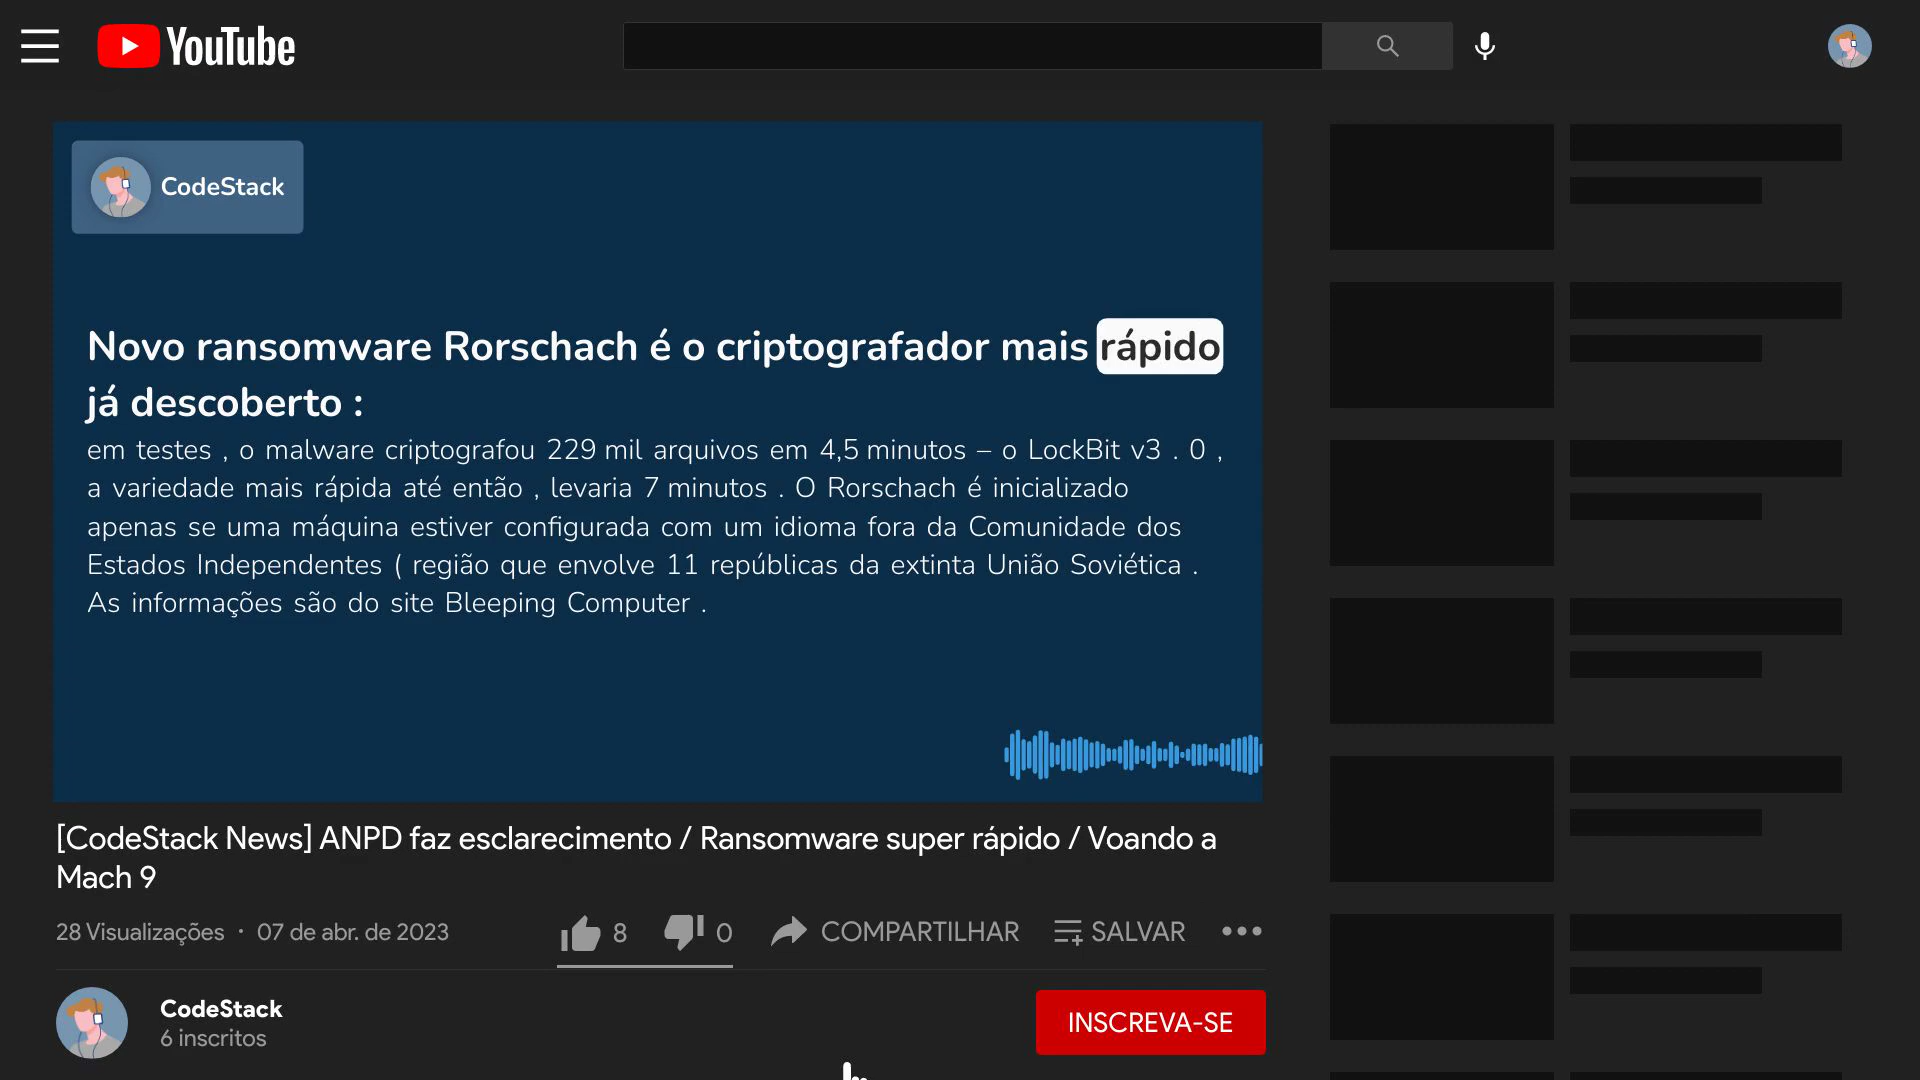 YouTube
CodeStack
Novo ransomware Rorschach é o criptografador mais rápido
já descoberto :
em testes , o malware criptografou 229 mil arquivos em 4,5 minutos – o LockBit v3 . 0 ,
a variedade mais rápida até então , levaria 7 minutos . O Rorschach é inicializado
apenas se uma máquina estiver configurada com um idioma fora da Comunidade dos
Estados Independentes ( região que envolve 11 repúblicas da extinta União Soviética .
As informações são do site Bleeping Computer .
[CodeStack News] ANPD faz esclarecimento / Ransomware super rápido / Voando a
Mach 9
28 Visualizações · 07 de abr. de 2023 8 0 COMPARTILHAR SALVAR
CodeStack
6 inscritos
INSCREVA-SE